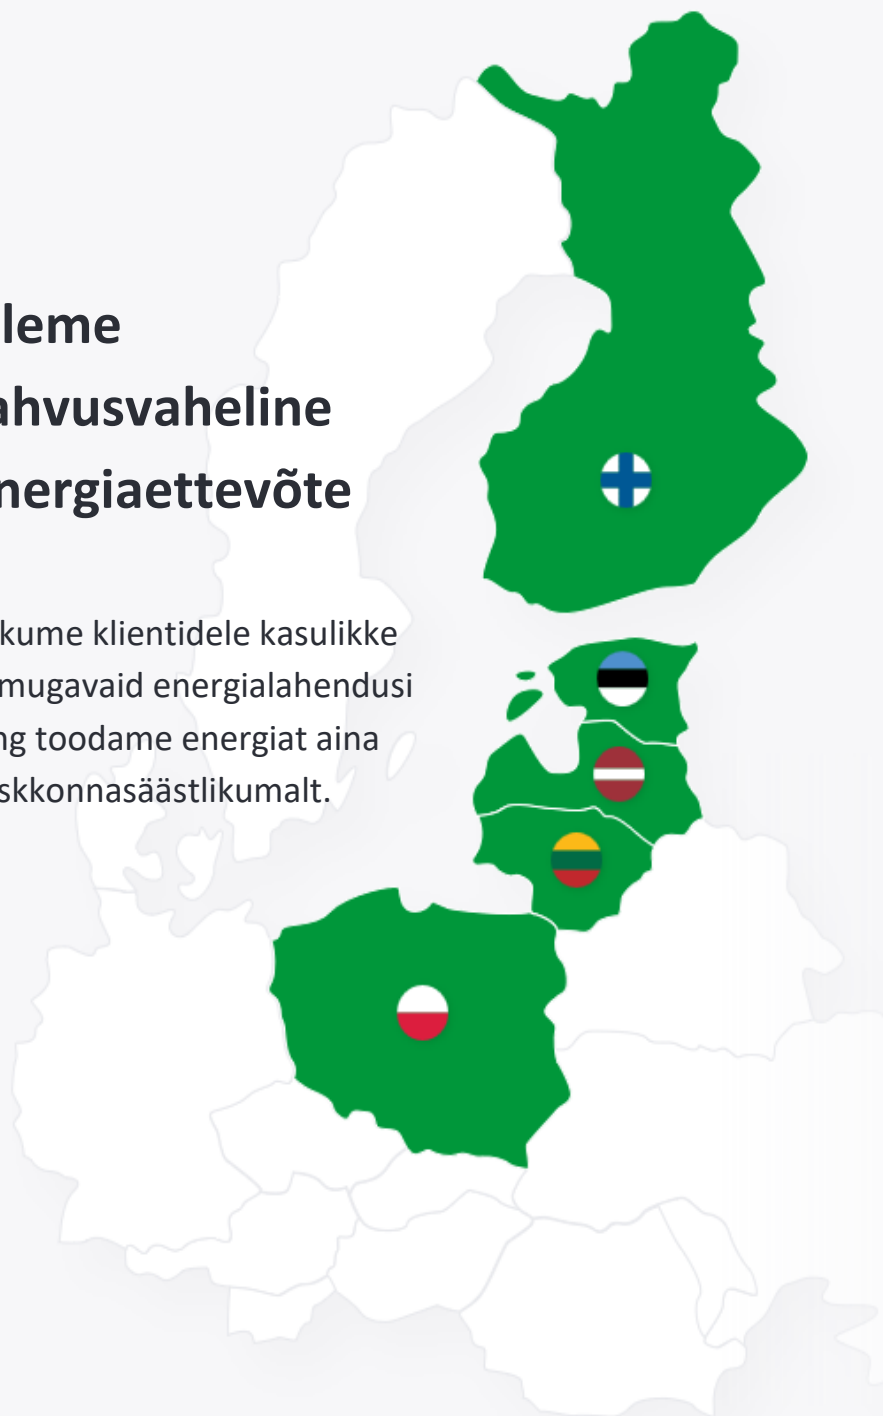 leme
ahvusvaheline
nergiaettevõte
kume klientidele kasulikke
mugavaid energialahendusi
ng toodame energiat aina
skkonnasäästlikumalt.